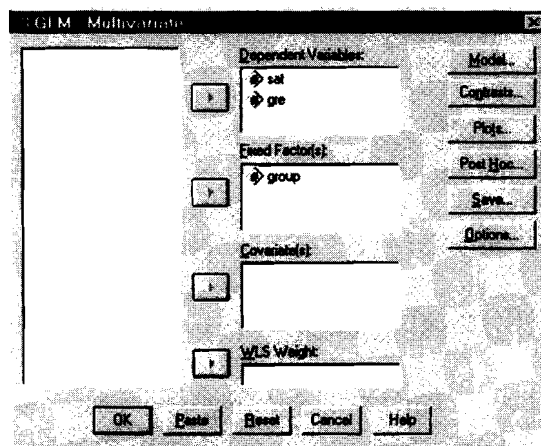 GLM - Multivariate
Dependent Variables:
sat
gre
Fixed Factor(s):
group
Covariate(s):
WLS Weight:
Model...
Contrasts...
Plots...
Post Hoc...
Save...
Options...
OK
Paste
Reset
Cancel
Help